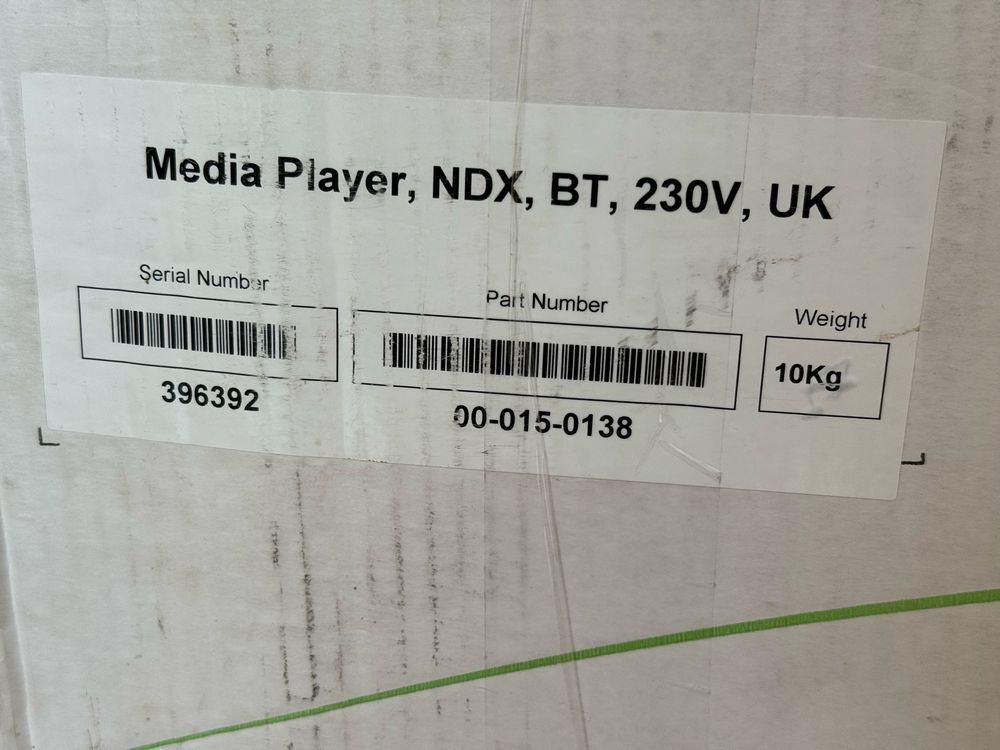 Media Player, NDX, BT, 230V, UK
Serial Number
Part Number
Weight
10Kg
396392
00-015-0138